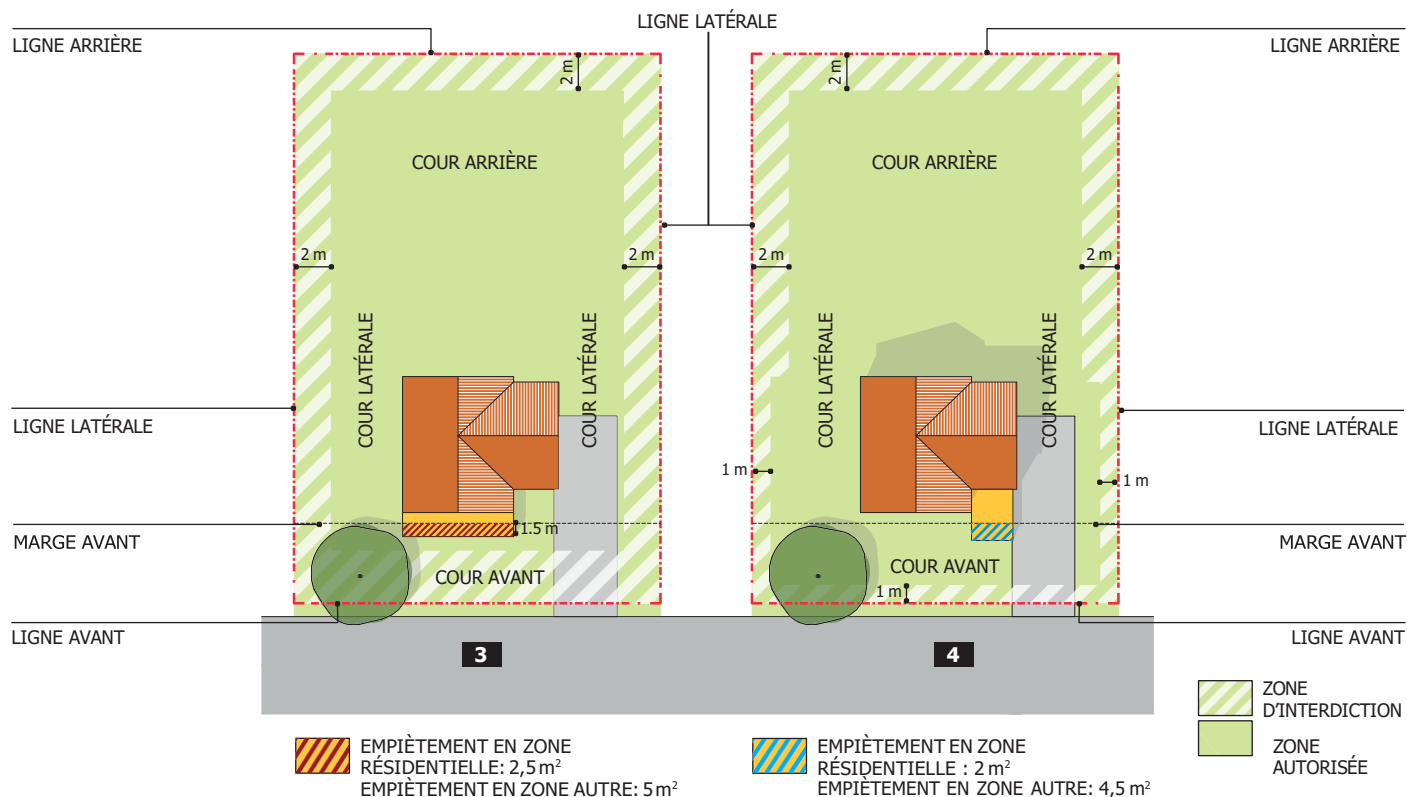 LIGNE LATÉRALE
LIGNE ARRIÈRE
LIGNE ARRIÈRE
2 m
2 m
COUR ARRIÈRE
COUR ARRIÈRE
2 m
2 m
2 m
2 m
COUR LATÉRALE
COUR LATÉRALE
COUR LATÉRALE
COUR LATÉRALE
LIGNE LATÉRALE
LIGNE LATÉRALE
1 m
1 m
1.5 m
MARGE AVANT
MARGE AVANT
COUR AVANT
COUR AVANT
1 m
LIGNE AVANT
LIGNE AVANT
3
4
ZONE
D'INTERDICTION
ZONE
AUTORISÉE
EMPIÈTEMENT EN ZONE
RÉSIDENTIELLE: 2,5 m²
EMPIÈTEMENT EN ZONE AUTRE: 5 m²
EMPIÈTEMENT EN ZONE
RÉSIDENTIELLE : 2 m²
EMPIÈTEMENT EN ZONE AUTRE: 4,5 m²